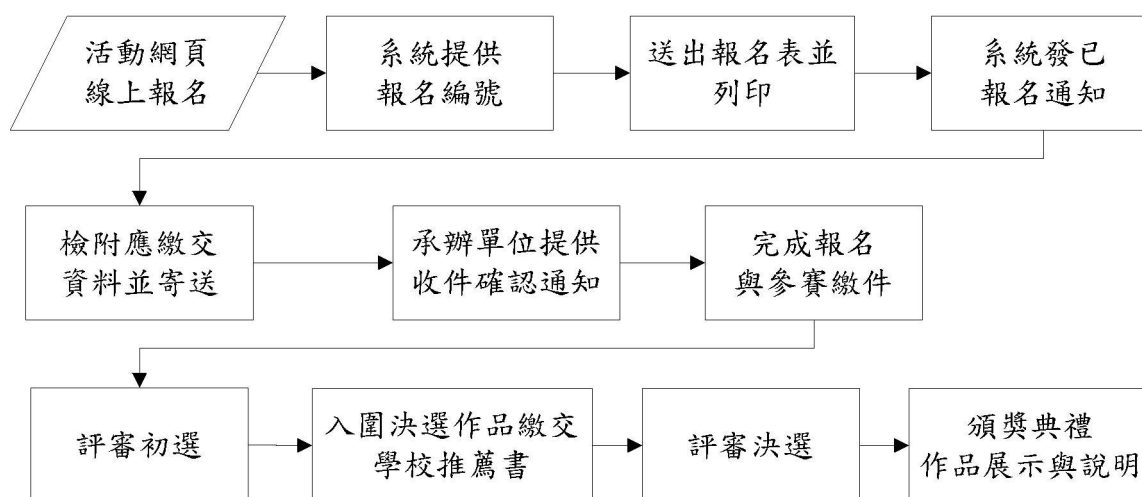 活動網頁
線上報名
系統提供
報名編號
送出報名表並
列印
系統發已
報名通知
檢附應繳交
資料並寄送
承辦單位提供
收件確認通知
完成報名
與參賽繳件
評審初選
入圍決選作品繳交
學校推薦書
評審決選
頒獎典禮
作品展示與說明